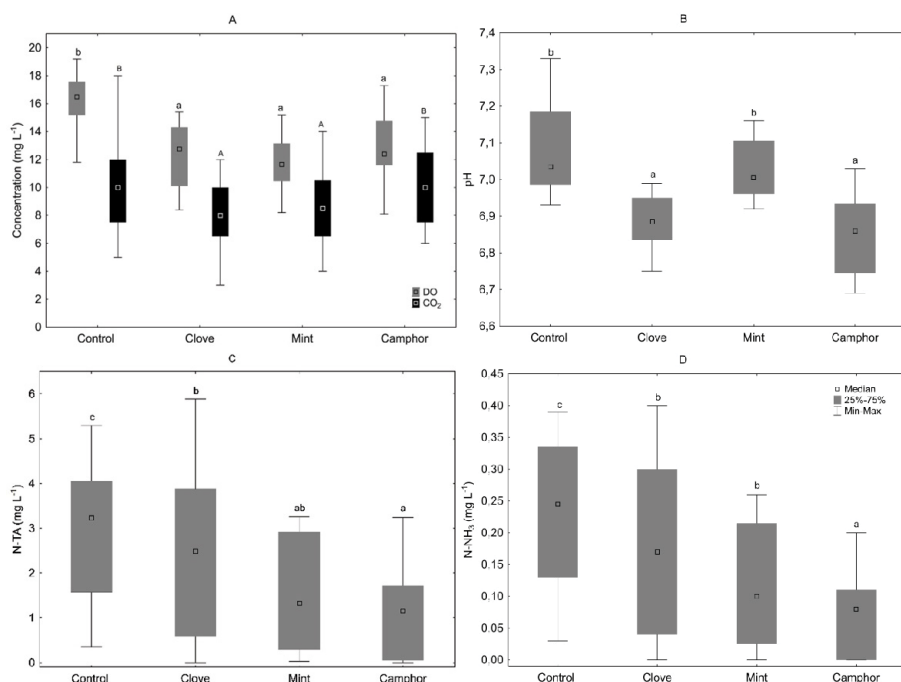 A
Concentration (mg L⁻¹)
20
18
16
14
12
10
8
6
4
2
0
b
B
a
A
a
A
a
B
DO
CO₂
Control Clove Mint Camphor
B
pH
7,4
7,3
7,2
7,1
7,0
6,9
6,8
6,7
6,6
b
a
b
a
Control Clove Mint Camphor
C
N-TA (mg L⁻¹)
6
5
4
3
2
1
0
c
b
ab
a
Control Clove Mint Camphor
D
N-NH₃ (mg L⁻¹)
0.45
0.40
0.35
0.30
0.25
0.20
0.15
0.10
0.05
0.00
c
b
b
a
Median
25%-75%
Min-Max
Control Clove Mint Camphor